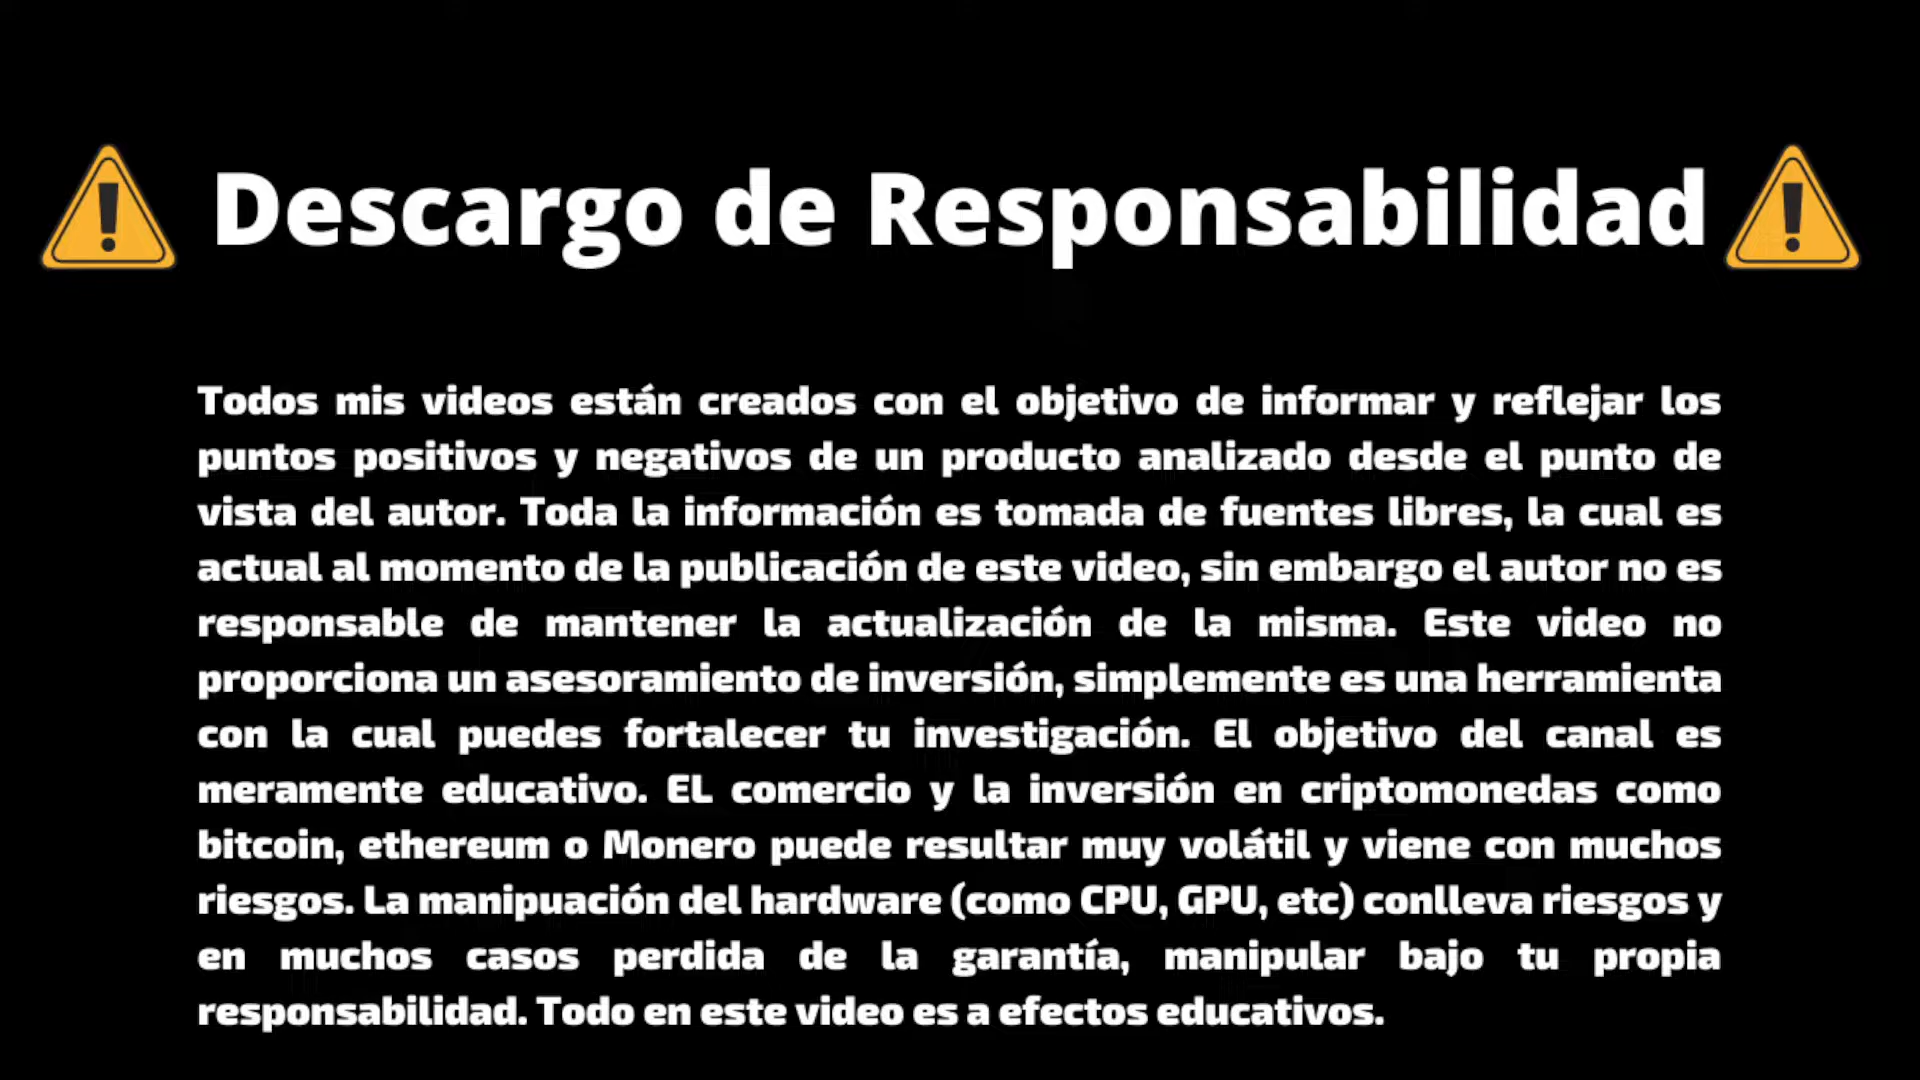 Descargo de Responsabilidad
Todos mis videos están creados con el objetivo de informar y reflejar los
puntos positivos y negativos de un producto analizado desde el punto de
vista del autor. Toda la información es tomada de fuentes libres, la cual es
actual al momento de la publicación de este video, sin embargo el autor no es
responsable de mantener la actualización de la misma. Este video no
proporciona un asesoramiento de inversión, simplemente es una herramienta
con la cual puedes fortalecer tu investigación. El objetivo del canal es
meramente educativo. EL comercio y la inversión en criptomonedas como
bitcoin, ethereum o Monero puede resultar muy volátil y viene con muchos
riesgos. La manipuación del hardware (como CPU, GPU, etc) conlleva riesgos y
en muchos casos perdida de la garantía, manipular bajo tu propia
responsabilidad. Todo en este video es a efectos educativos.